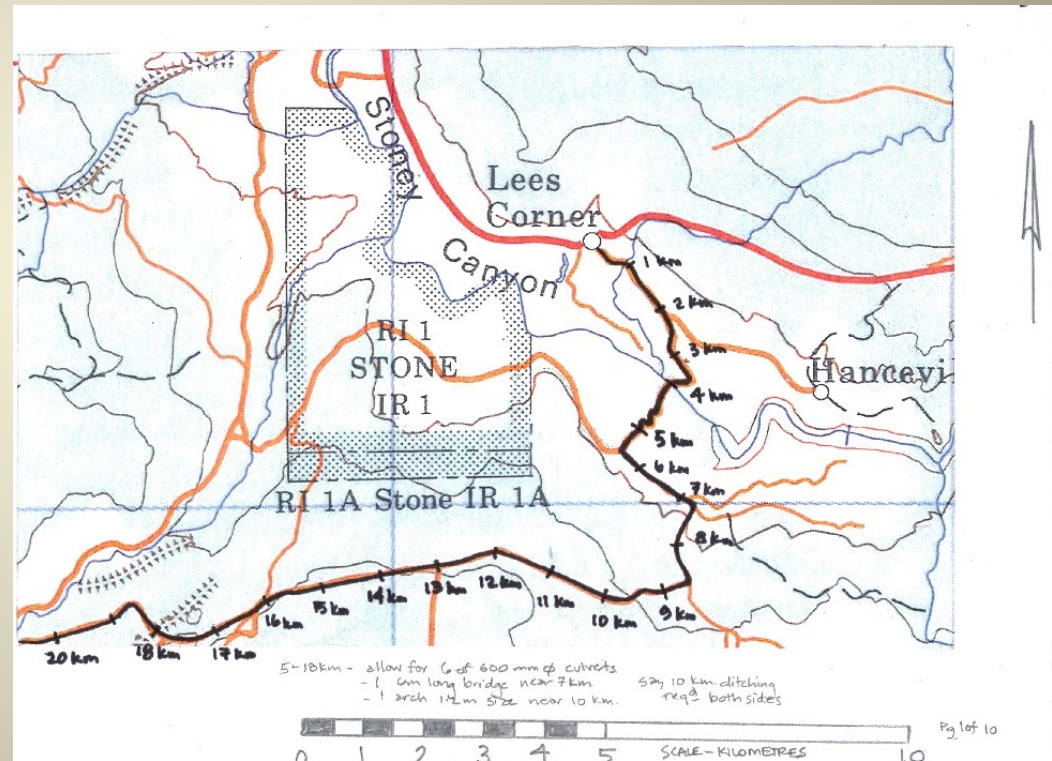 Stoney
Canyon
Lees
Corner
1 km
2 km
3 km
4 km
Hancevi
5 km
6 km
7 km
8 km
9 km
10 km
11 km
12 km
13 km
14 km
15 km
16 km
17 km
18 km
20 km
RI 1
STONE
IR 1
RI 1A Stone IR 1A
5-18km - allow for 6 of 600 mm ø culverts
- 1 6m long bridge near 7km
- 1 arch size near 10 km.
say 10 km. ditching
reqd both sides
Pg 1 of 10
0 1 2 3 4 5 SCALE-KILOMETRES 10